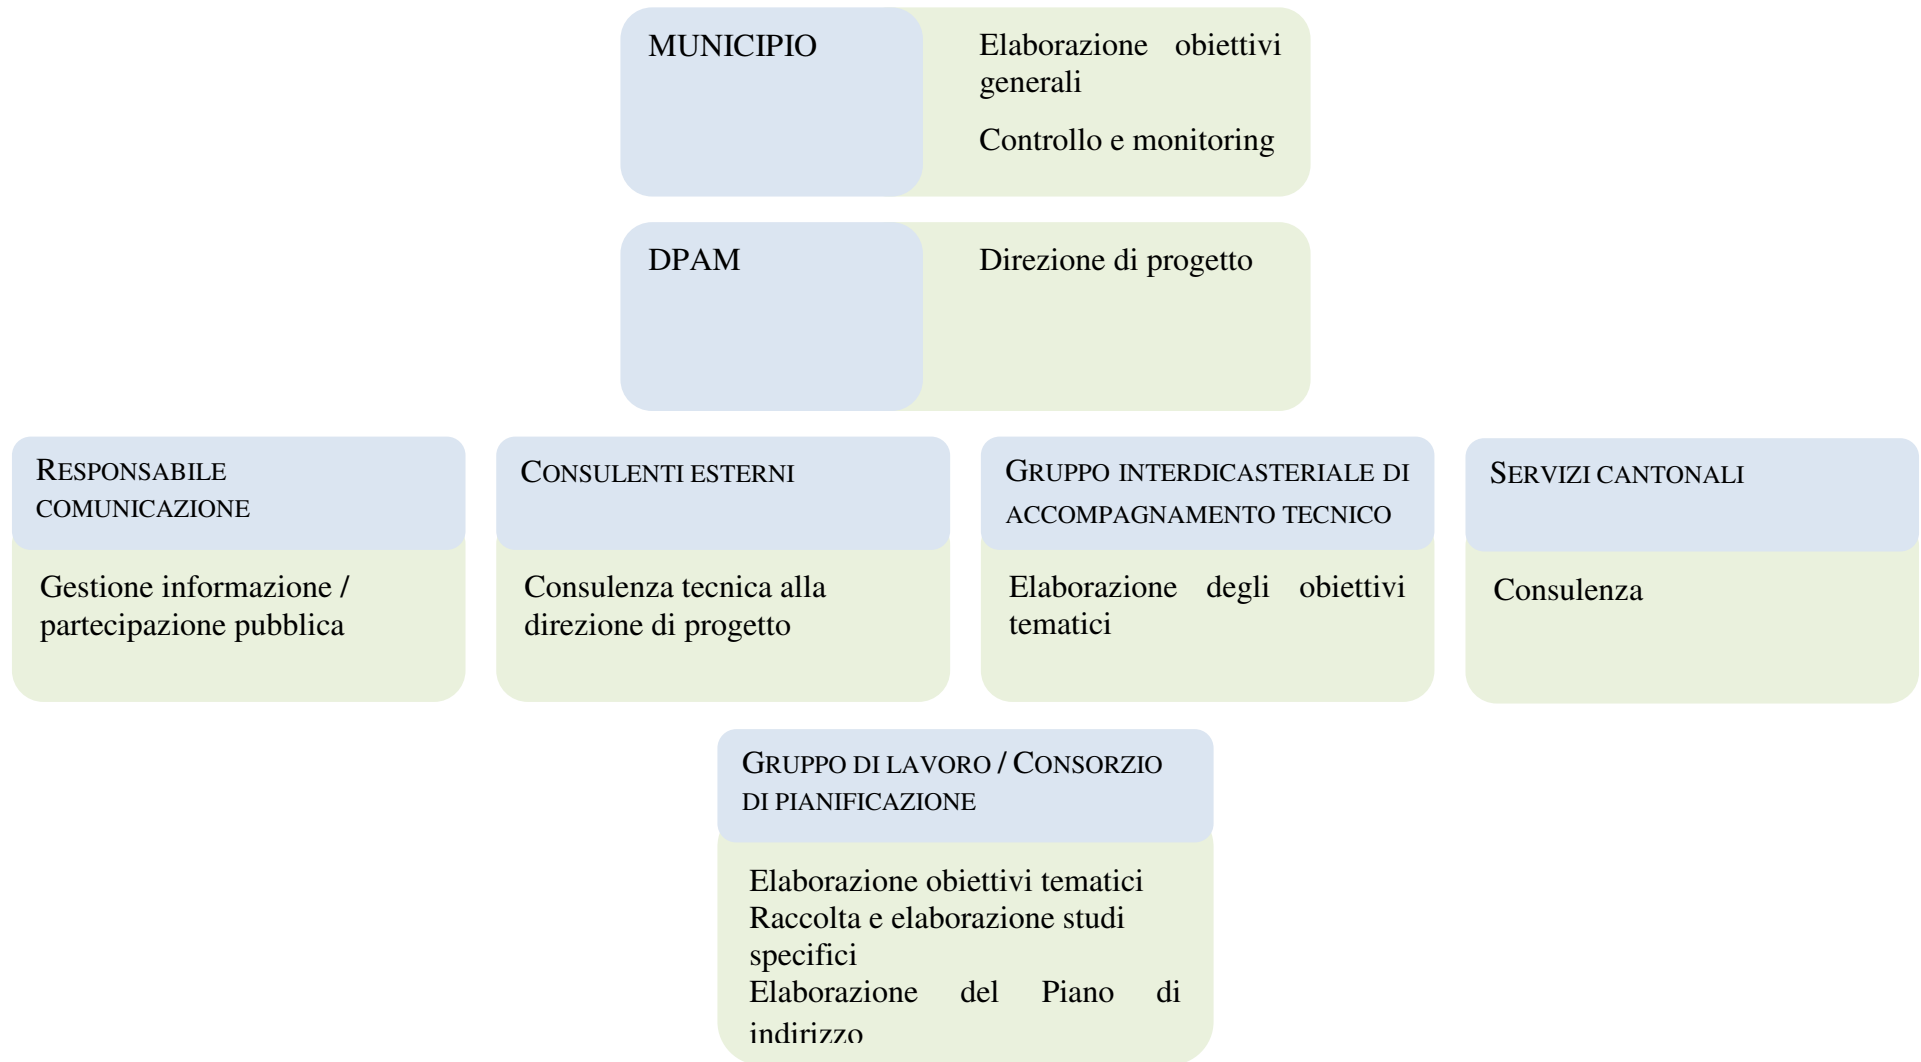 MUNICIPIO
Elaborazione obiettivi
generali
Controllo e monitoring
DPAM
Direzione di progetto
RESPONSABILE
COMUNICAZIONE
Gestione informazione /
partecipazione pubblica
CONSULENTI ESTERNI
Consulenza tecnica alla
direzione di progetto
GRUPPO INTERDICASTERIALE DI
ACCOMPAGNAMENTO TECNICO
Elaborazione degli obiettivi
tematici
SERVIZI CANTONALI
Consulenza
GRUPPO DI LAVORO / CONSORZIO
DI PIANIFICAZIONE
Elaborazione obiettivi tematici
Raccolta e elaborazione studi
specifici
Elaborazione del Piano di
indirizzo